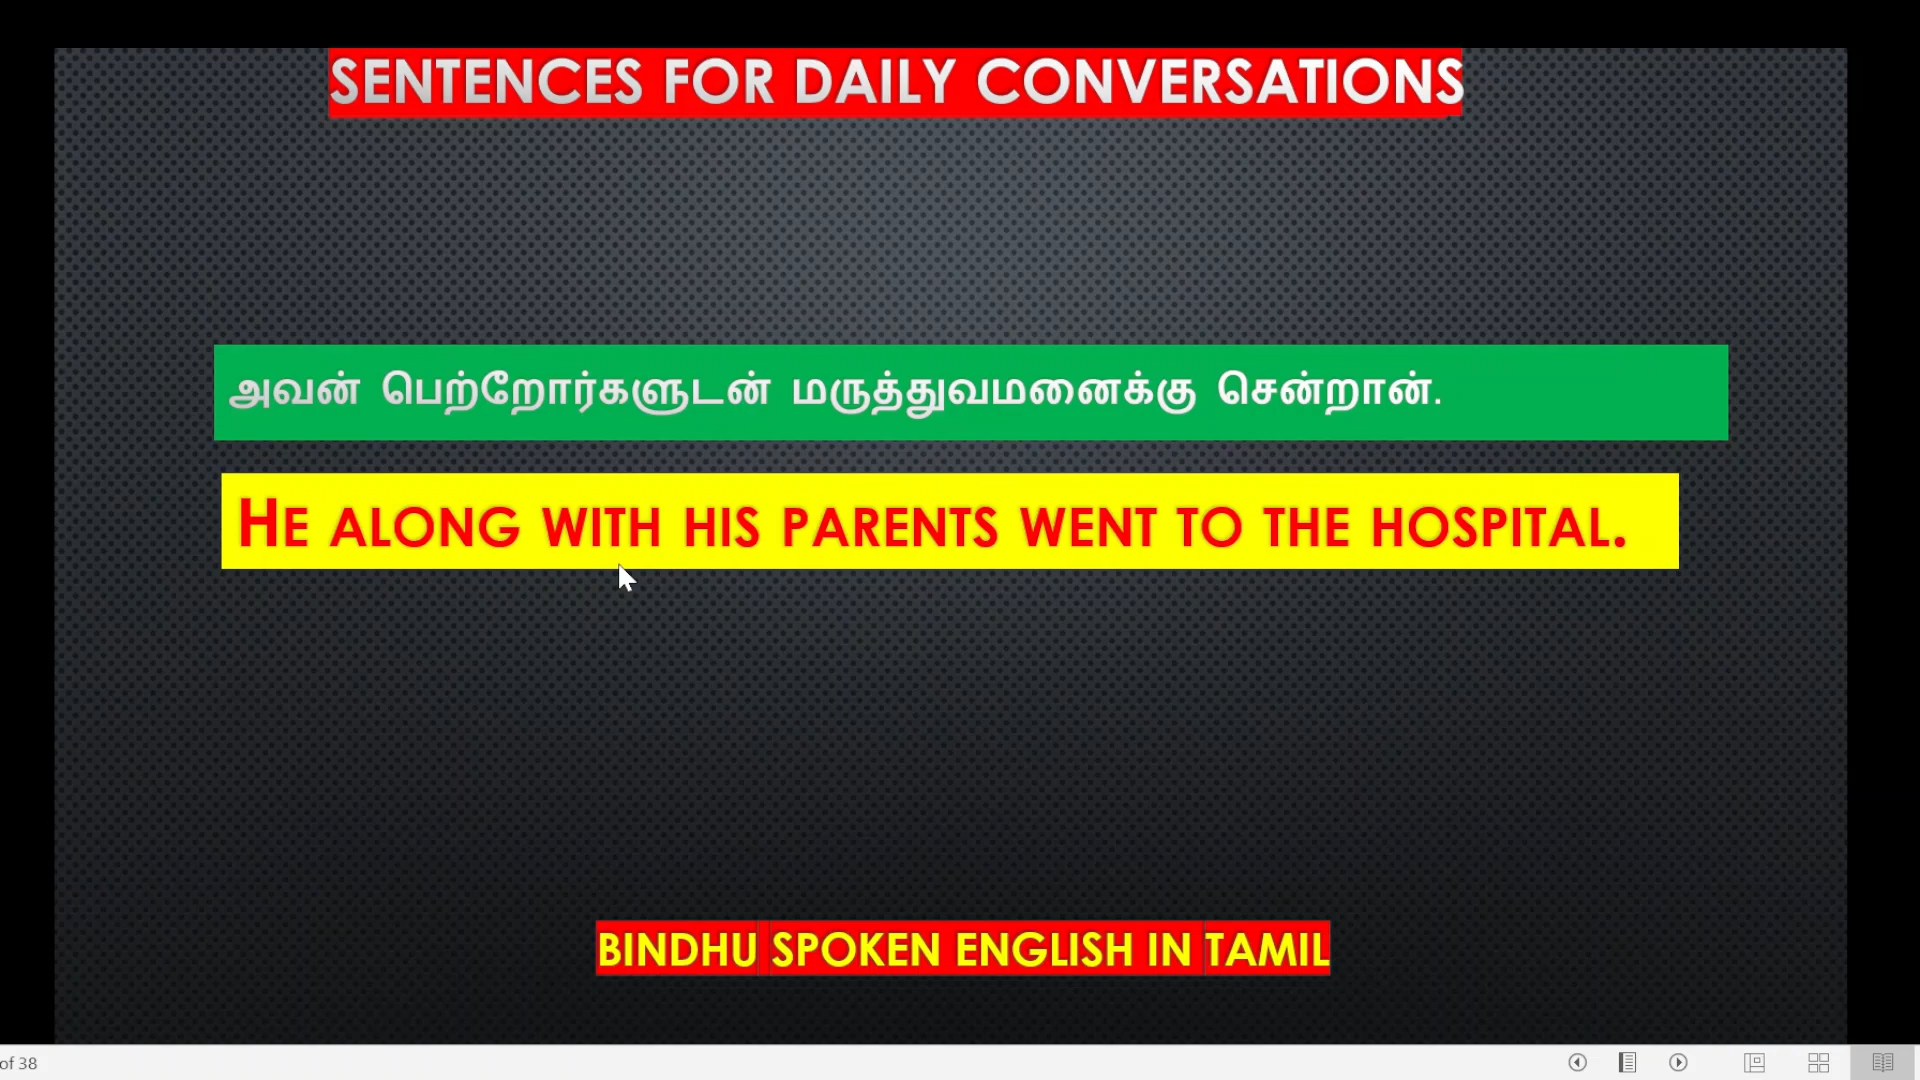 SENTENCES FOR DAILY CONVERSATIONS
அவன் பெற்றோர்களுடன் மருத்துவமனைக்கு சென்றான்.
HE ALONG WITH HIS PARENTS WENT TO THE HOSPITAL.
BINDHU SPOKEN ENGLISH IN TAMIL
of 38